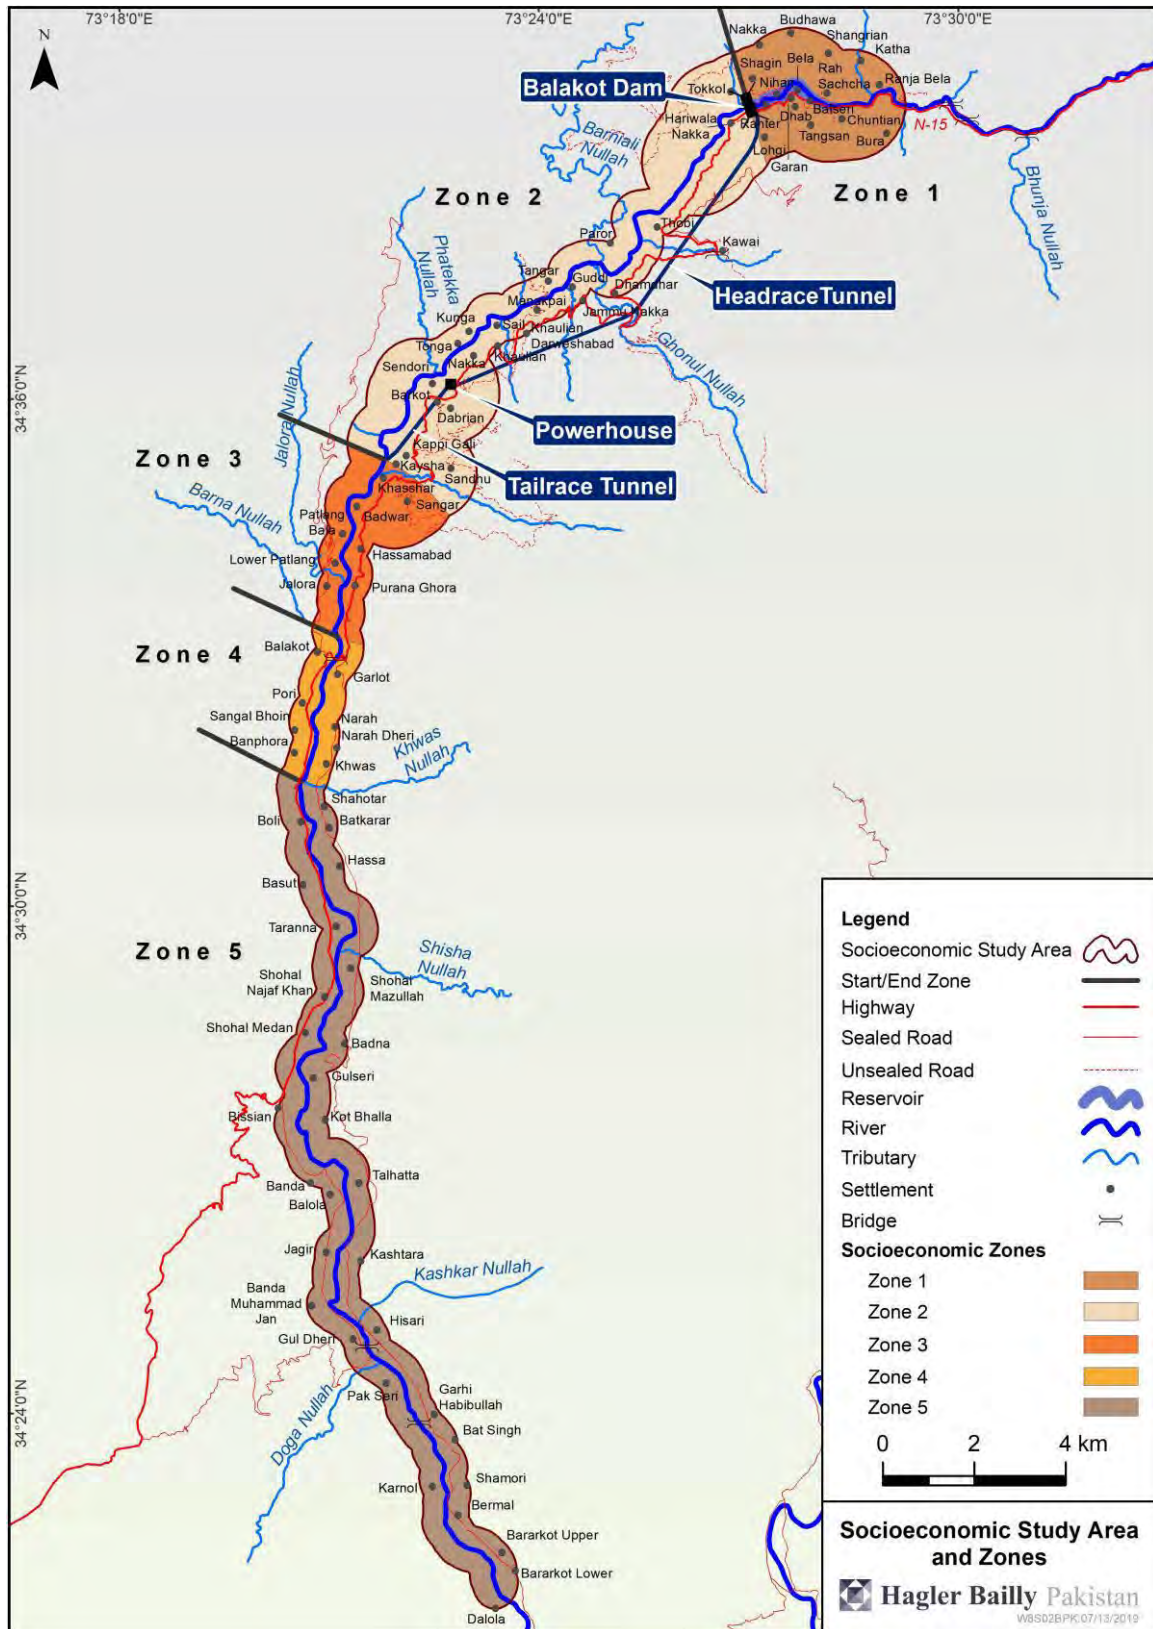 73°18'0"E
73°24'0"E
73°30'0"E
N
Budhawa
Nakka
Shangrian
Katha
Shagin
Bela
Rah
Ranja Bela
Balakot Dam
Tokkol
Nihan
Sachcha
Hariwala
Nakka
Kanter
Dhab
Balseri
Chuntian
N-15
Tangsan
Bura
Lohgi
Garan
Barniali
Nullah
Zone 2
Zone 1
Bhunja Nullah
Thobi
Paror
Kawai
Phatekka
Nullah
Tangar
Guddi
Dhamdhar
Headrace Tunnel
Manakpai
Jammu Nakka
Kunga
Sail
Khaulian
Darweshabad
Tonga
Nakka
Khaulian
Ghonul Nullah
Sendori
34°36'0"N
Barkot
Dabrian
Powerhouse
Jalora Nullah
Zone 3
Kappi Gali
Kaysha
Sandhu
Tailrace Tunnel
Khasshar
Sangar
Barna Nullah
Patlang
Bala
Badwar
Hassamabad
Lower Patlang
Jalora
Purana Ghora
Zone 4
Balakot
Garlot
Pori
Sangal Bhoin
Narah
Banphora
Narah Dheri
Khwas
Nullah
Khwas
Shahotar
Boli
Batkarar
Hassa
Basut
34°30'0"N
Taranna
Zone 5
Shisha
Nullah
Shohal
Najaf Khan
Shohal
Mazullah
Shohal Medan
Badna
Gulseri
Bissian
Kot Bhalla
Banda
Talhatta
Balola
Jagir
Kashtara
Kashkar Nullah
Banda
Muhammad
Jan
Hisari
Gul Dheri
Doga Nullah
Pak Seri
Garhi
Habibullah
34°24'0"N
Bat Singh
Karnol
Shamori
Bermal
Bararkot Upper
Bararkot Lower
Dalola
Legend
Socioeconomic Study Area
Start/End Zone
Highway
Sealed Road
Unsealed Road
Reservoir
River
Tributary
Settlement
Bridge
Socioeconomic Zones
Zone 1
Zone 2
Zone 3
Zone 4
Zone 5
0 2 4 km
Socioeconomic Study Area
and Zones
Hagler Bailly Pakistan
W8S02BPK:07/13/2019